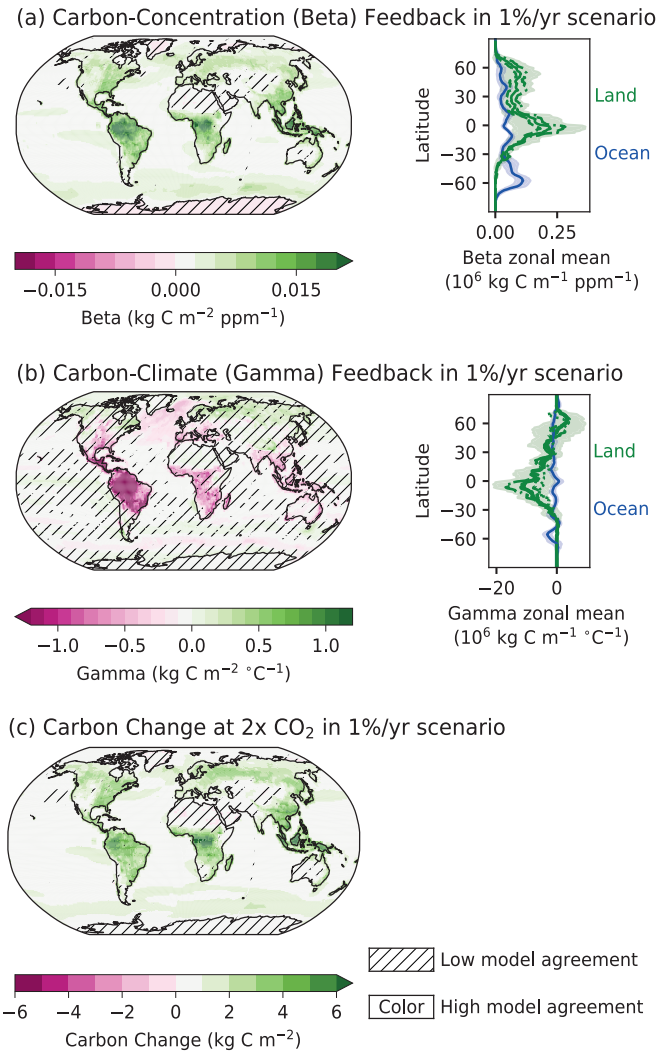 (a) Carbon-Concentration (Beta) Feedback in 1%/yr scenario
60
30
0
−30
−60
Latitude
Land
Ocean
0.00 0.25
Beta zonal mean
(10⁶ kg C m⁻¹ ppm⁻¹)
−0.015 0.000 0.015
Beta (kg C m⁻² ppm⁻¹)
(b) Carbon-Climate (Gamma) Feedback in 1%/yr scenario
60
30
0
−30
−60
Latitude
Land
Ocean
−20 0
Gamma zonal mean
(10⁶ kg C m⁻¹ °C⁻¹)
−1.0 −0.5 0.0 0.5 1.0
Gamma (kg C m⁻² °C⁻¹)
(c) Carbon Change at 2x CO₂ in 1%/yr scenario
−6 −4 −2 0 2 4 6
Carbon Change (kg C m⁻²)
Low model agreement
Color High model agreement